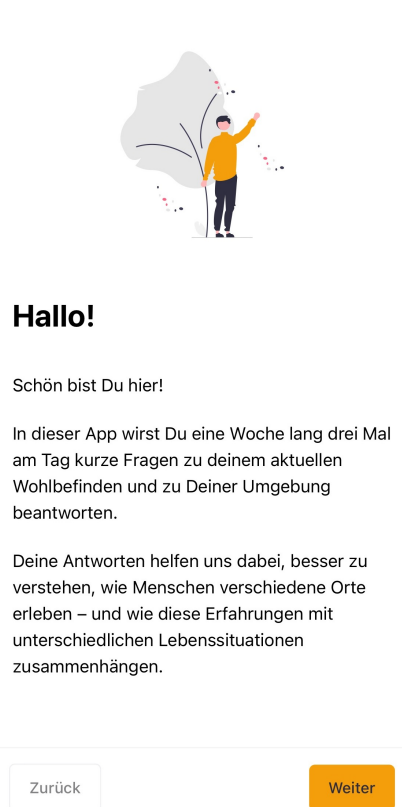 Hallo!
Schön bist Du hier!
In dieser App wirst Du eine Woche lang drei Mal
am Tag kurze Fragen zu deinem aktuellen
Wohlbefinden und zu Deiner Umgebung
beantworten.
Deine Antworten helfen uns dabei, besser zu
verstehen, wie Menschen verschiedene Orte
erleben – und wie diese Erfahrungen mit
unterschiedlichen Lebenssituationen
zusammenhängen.
Zurück
Weiter